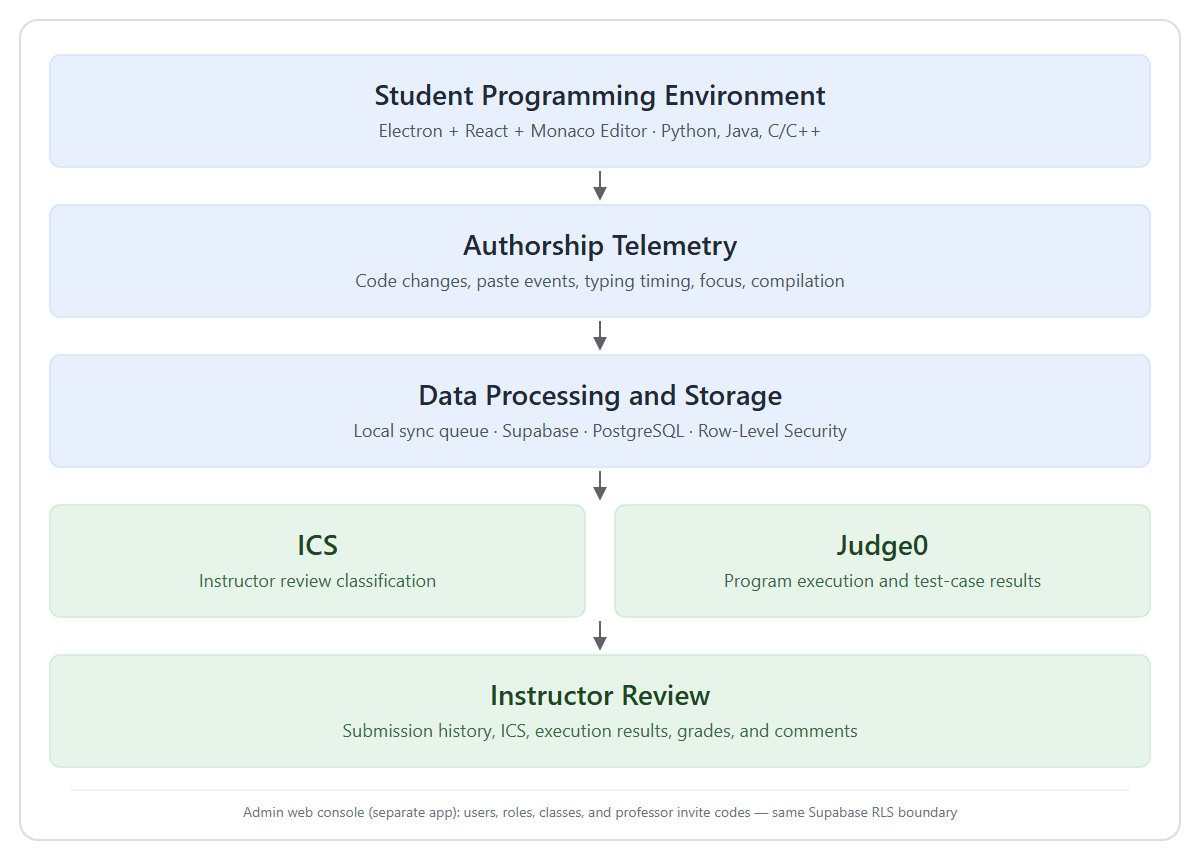 Student Programming Environment
Electron + React + Monaco Editor · Python, Java, C/C++
Authorship Telemetry
Code changes, paste events, typing timing, focus, compilation
Data Processing and Storage
Local sync queue · Supabase · PostgreSQL · Row-Level Security
ICS
Instructor review classification
Judge0
Program execution and test-case results
Instructor Review
Submission history, ICS, execution results, grades, and comments
Admin web console (separate app): users, roles, classes, and professor invite codes — same Supabase RLS boundary